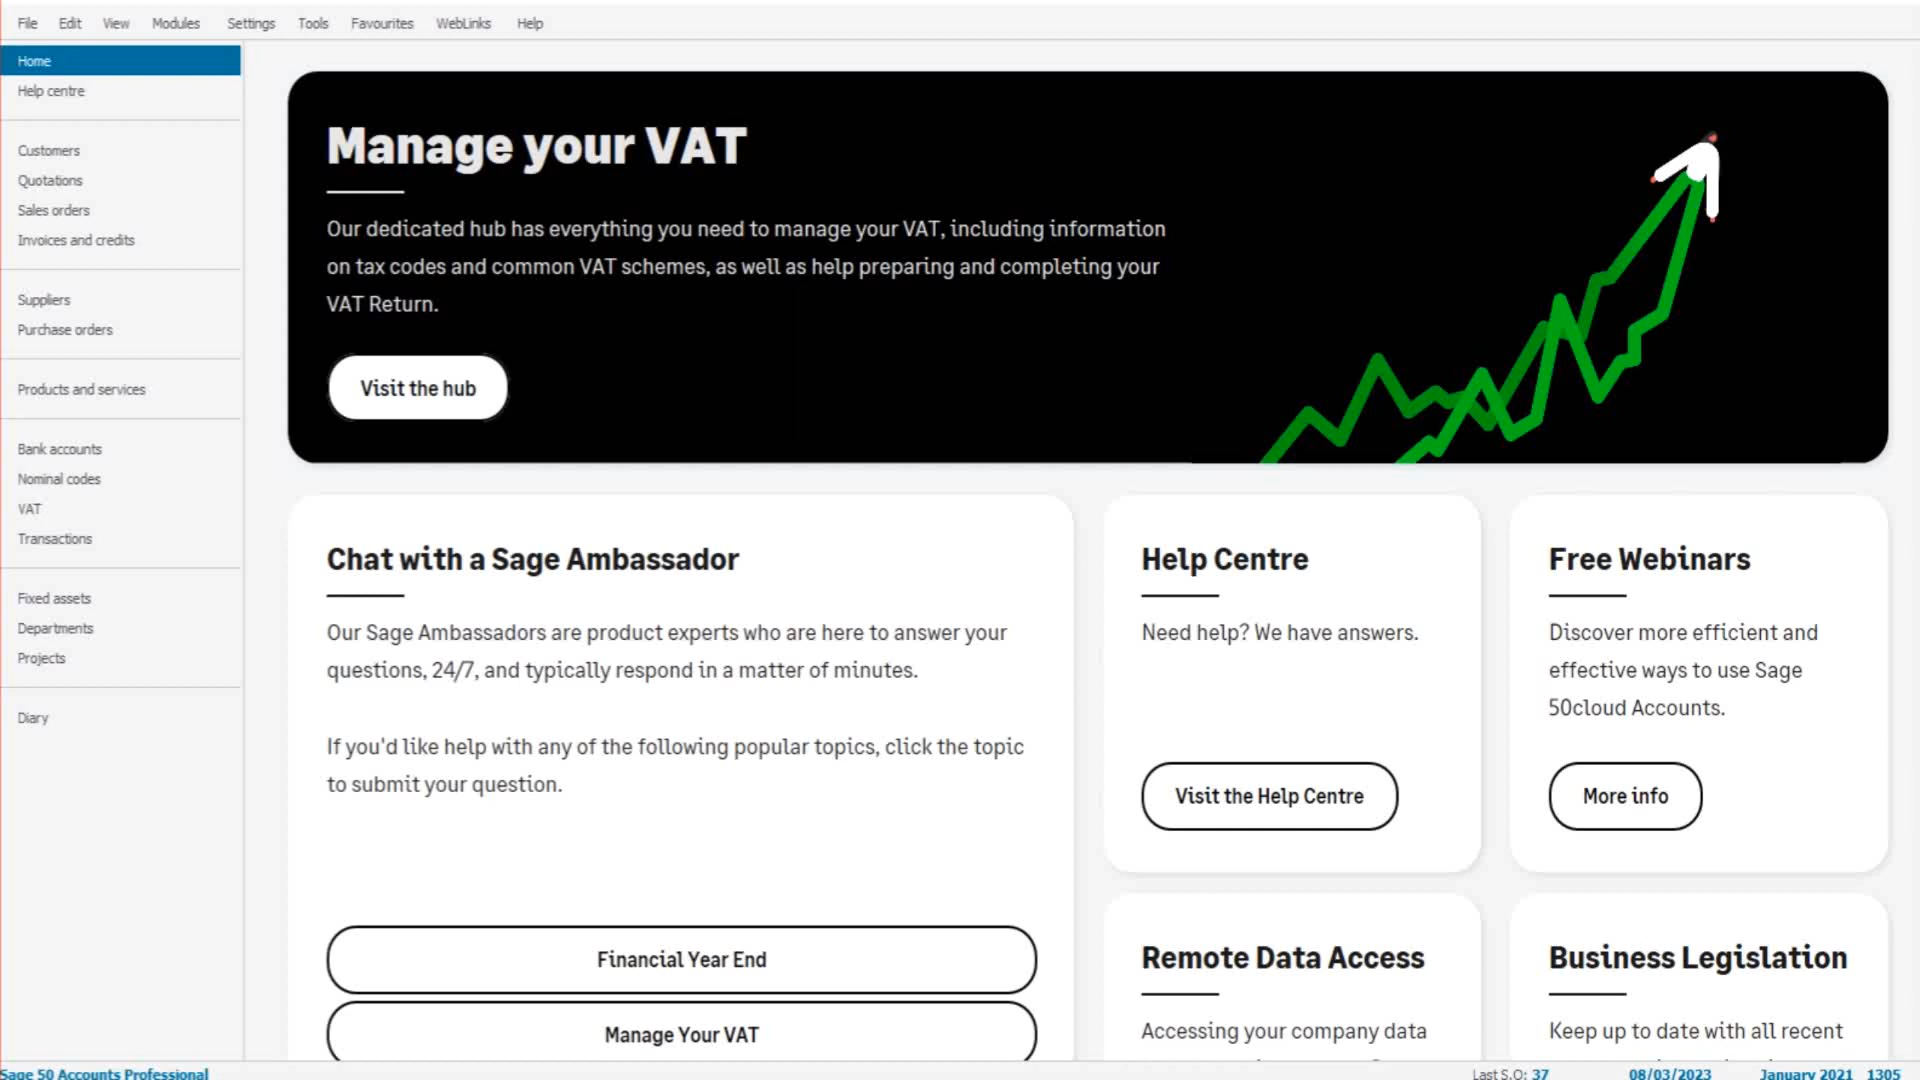 File Edit View Modules Settings Tools Favourites WebLinks Help
Home
Help centre
Customers
Quotations
Sales orders
Invoices and credits
Suppliers
Purchase orders
Products and services
Bank accounts
Nominal codes
VAT
Transactions
Fixed assets
Departments
Projects
Diary
Manage your VAT
Our dedicated hub has everything you need to manage your VAT, including information
on tax codes and common VAT schemes, as well as help preparing and completing your
VAT Return.
Visit the hub
Chat with a Sage Ambassador
Our Sage Ambassadors are product experts who are here to answer your
questions, 24/7, and typically respond in a matter of minutes.
If you'd like help with any of the following popular topics, click the topic
to submit your question.
Financial Year End
Manage Your VAT
Help Centre
Need help? We have answers.
Visit the Help Centre
Free Webinars
Discover more efficient and
effective ways to use Sage
50cloud Accounts.
More info
Remote Data Access
Accessing your company data
Business Legislation
Keep up to date with all recent
Sage 50 Accounts Professional
Last S.O: 37 08/03/2023 January 2021 1305